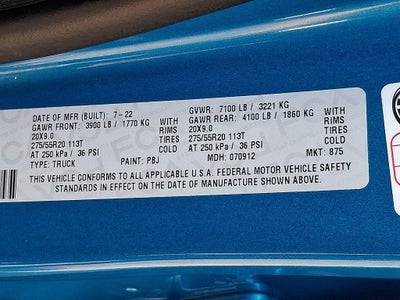 DATE OF MFR (BUILT): 7-22 GVWR: 7100 LB / 3221 KG
GAWR FRONT: 3900 LB / 1770 KG WITH GAWR REAR: 4100 LB / 1860 KG WITH
20X9.0 RIMS 20X9.0 RIMS
275/55R20 113T TIRES 275/55R20 113T TIRES
AT 250 kPa / 36 PSI COLD AT 250 kPa / 36 PSI COLD
TYPE: TRUCK PAINT: PBJ MDH: 070912 MKT: 875
THIS VEHICLE CONFORMS TO ALL APPLICABLE U.S.A. FEDERAL MOTOR VEHICLE SAFETY
STANDARDS IN EFFECT ON THE DATE OF MANUFACTURE SHOWN ABOVE.